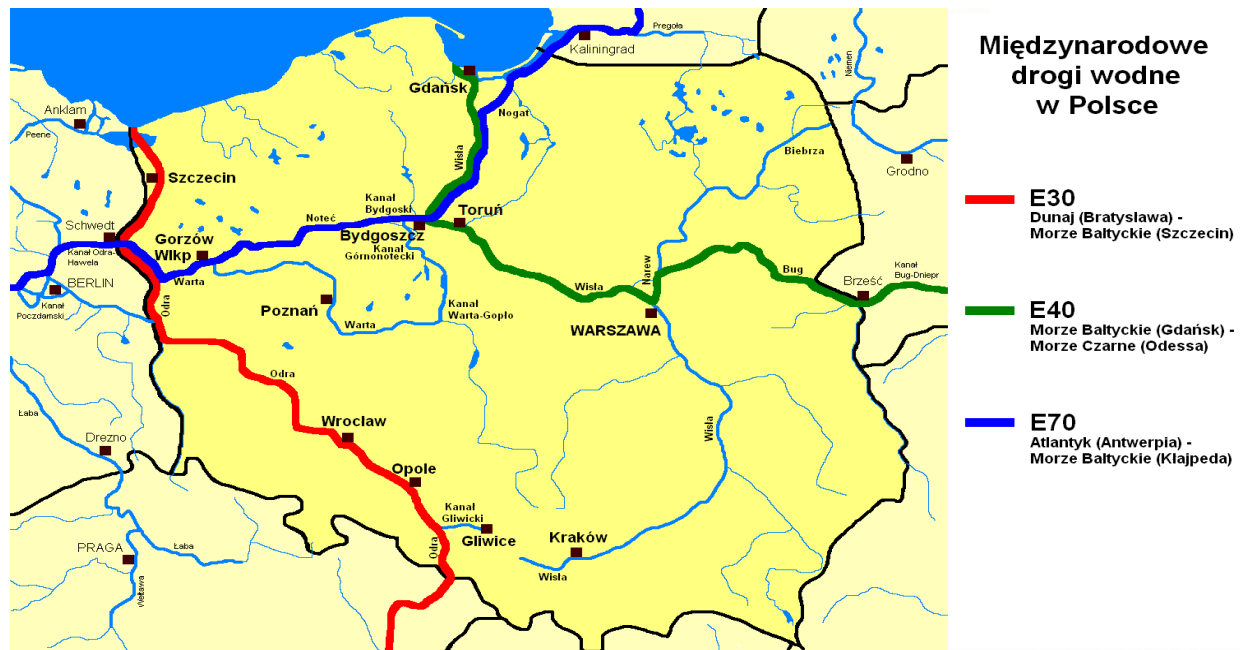 Międzynarodowe
drogi wodne
w Polsce
E30
Dunaj (Bratysława) -
Morze Bałtyckie (Szczecin)
E40
Morze Bałtyckie (Gdańsk) -
Morze Czarne (Odessa)
E70
Atlantyk (Antwerpia) -
Morze Bałtyckie (Kłajpeda)
Pregoła
Kaliningrad
Niemen
Gdańsk
Anklam
Peene
Nogat
Wisła
Biebrza
Grodno
Szczecin
Kanał
Bydgoski
Toruń
Noteć
Schwedt
Bydgoszcz
Gorzów
Wlkp
Kanał Odra-
Hawela
Kanał
Górnonotecki
Warta
BERLIN
Kanał
Poczdamski
Odra
Poznań
Warta
Kanał
Warta-Gopło
Wisła
Narew
Bug
Brześć
Kanał
Bug-Dniepr
WARSZAWA
Odra
Łaba
Wrocław
Wisła
Drezno
Opole
Kanał
Gliwicki
Gliwice
Kraków
Odra
Wisła
PRAGA
Łaba
Wełtawa